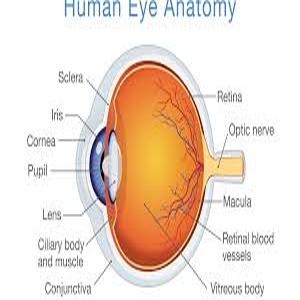 Human Eye Anatomy
Sclera
Iris
Cornea
Pupil
Lens
Ciliary body
and muscle
Conjunctiva
Retina
Optic nerve
Macula
Retinal blood
vessels
Vitreous body